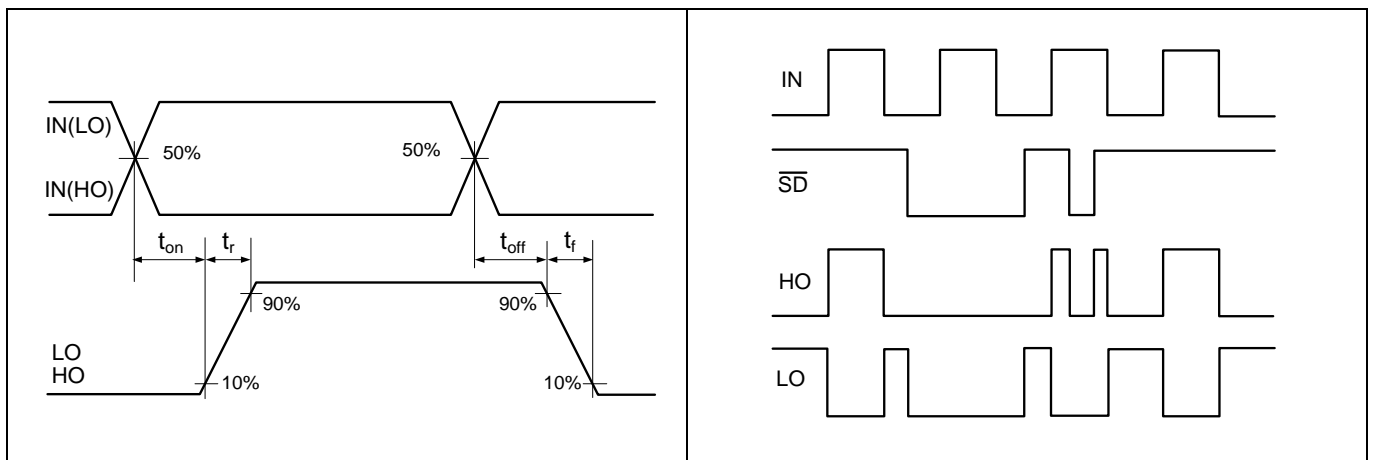 IN(LO)
50%
50%
IN(HO)
ton
tr
toff
tf
90%
90%
LO
HO
10%
10%
IN
SD
HO
LO